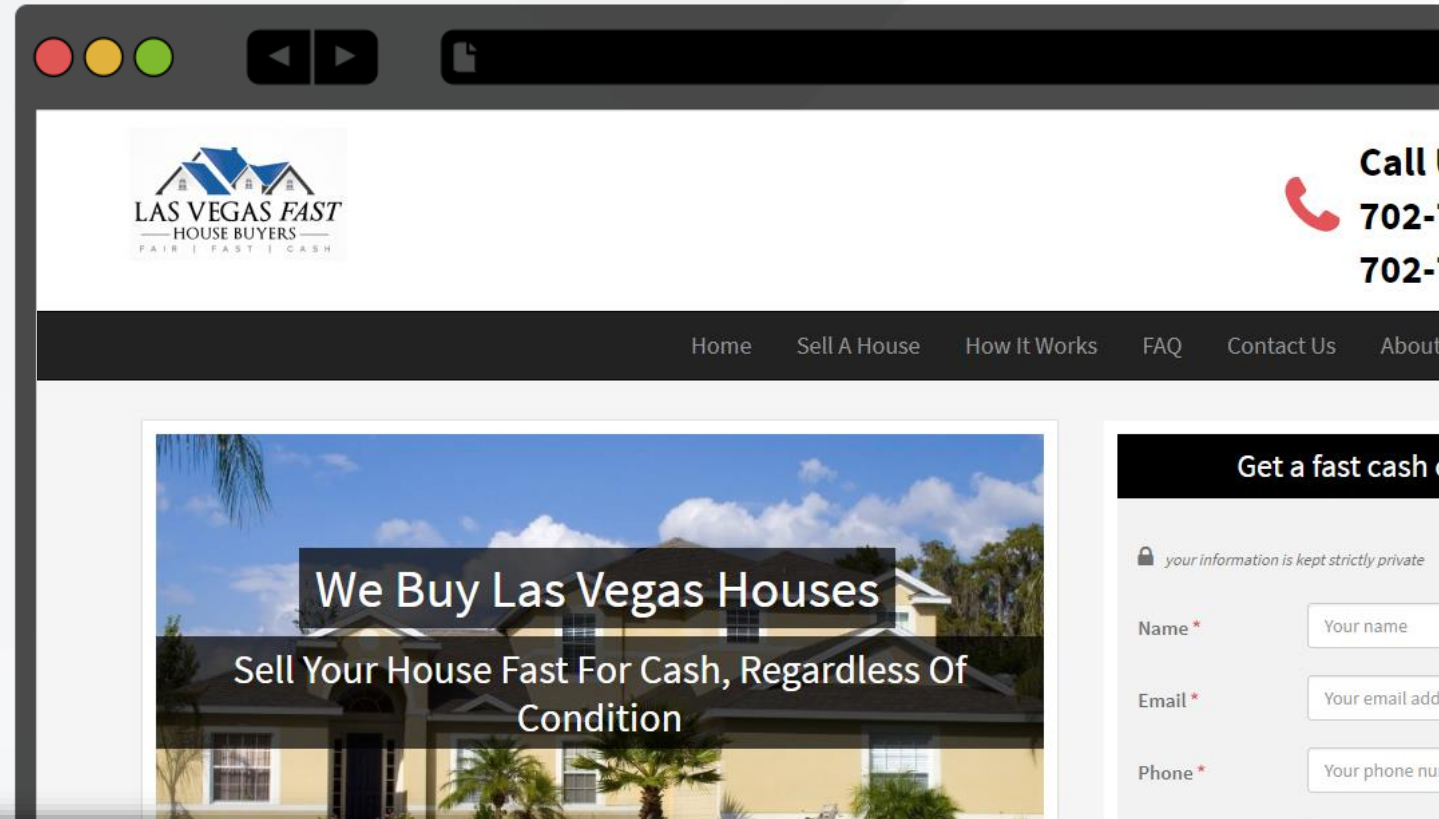 LAS VEGAS FAST
HOUSE BUYERS
FAIR | FAST | CASH
Call
702-
702-
Home Sell A House How It Works FAQ Contact Us About
We Buy Las Vegas Houses
Sell Your House Fast For Cash, Regardless Of
Condition
Get a fast cash
your information is kept strictly private
Name * Your name
Email * Your email
Phone * Your phone